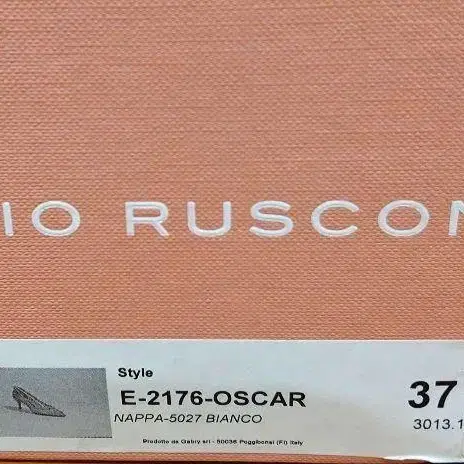 IO RUSCON
Style
E-2176-OSCAR
37
NAPPA-5027 BIANCO
3013.1
Prodotto da Gabry srl - 50036 Poggibonsi (FI) Italy